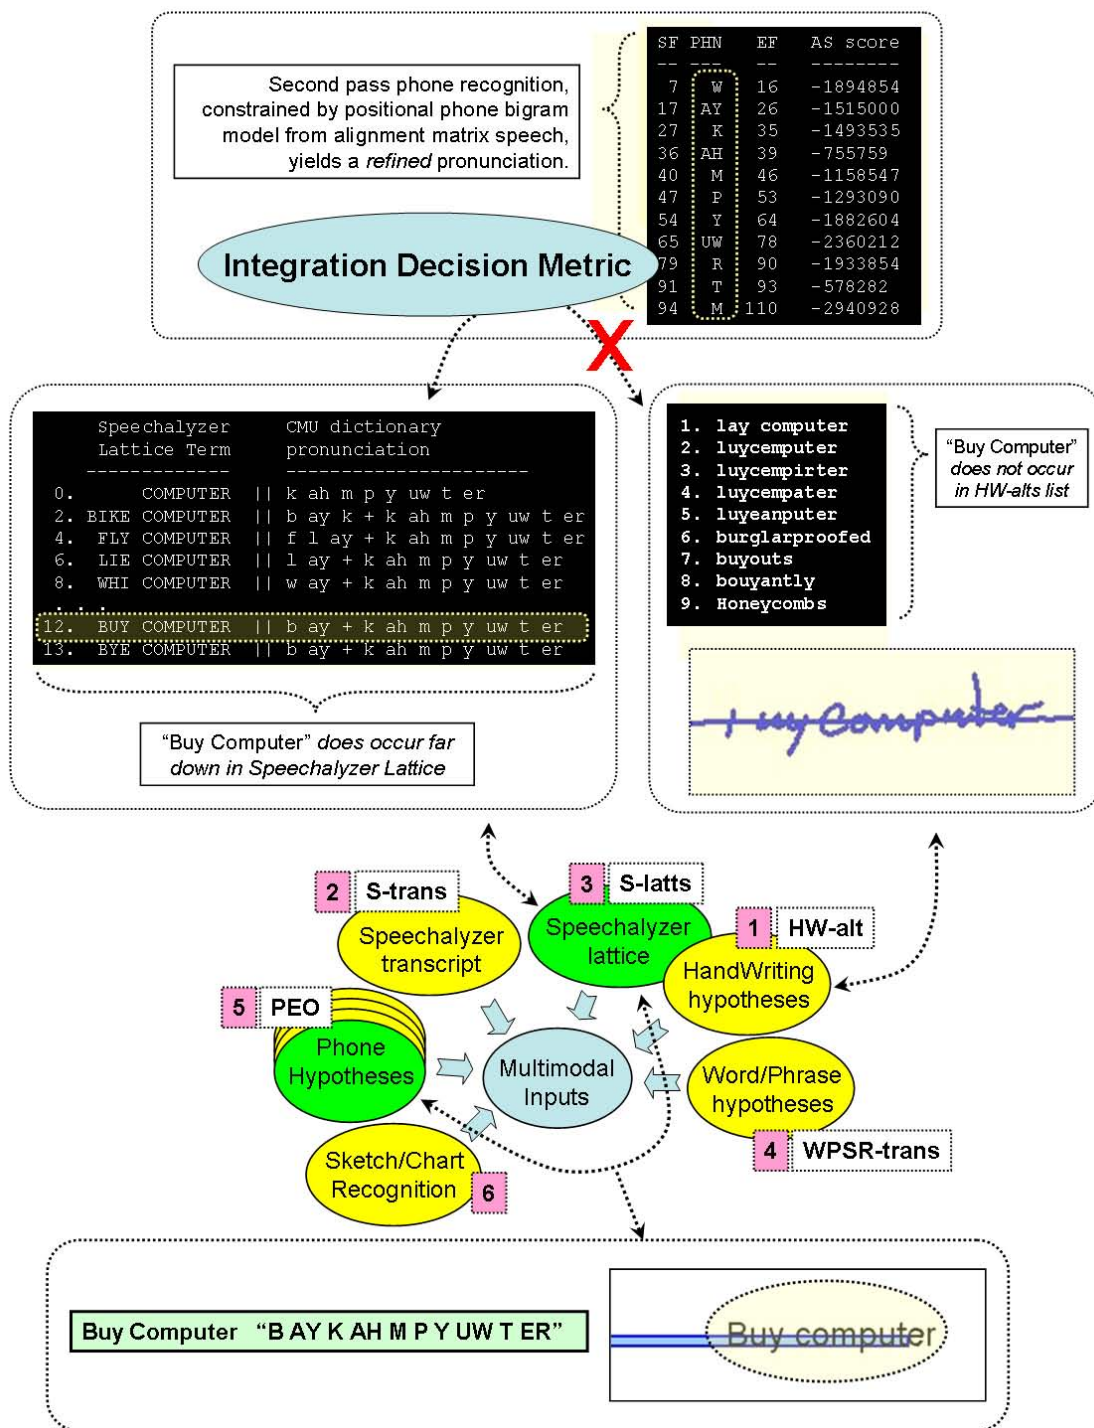 Second pass phone recognition,
constrained by positional phone bigram
model from alignment matrix speech,
yields a refined pronunciation.
SF PHN EF AS score
-- --- -- --------
7 W 16 -1894854
17 AY 26 -1515000
27 K 35 -1493535
36 AH 39 -755759
40 M 46 -1158547
47 P 53 -1293090
54 Y 64 -1882604
65 UW 78 -2360212
79 R 90 -1933854
91 T 93 -578282
94 M 110 -2940928
Integration Decision Metric
X
Speechalyzer CMU dictionary
Lattice Term pronunciation
------------- ----------------------
0. COMPUTER || k ah m p y uw t er
2. BIKE COMPUTER || b ay k + k ah m p y uw t er
4. FLY COMPUTER || f l ay + k ah m p y uw t er
6. LIE COMPUTER || l ay + k ah m p y uw t er
8. WHI COMPUTER || w ay + k ah m p y uw t er
. . .
12. BUY COMPUTER || b ay + k ah m p y uw t er
13. BYE COMPUTER || b ay + k ah m p y uw t er
"Buy Computer" does occur far
down in Speechalyzer Lattice
1. lay computer
2. luycemputer
3. luycempirter
4. luycempater
5. luyeanputer
6. burglarproofed
7. buyouts
8. bouyantly
9. Honeycombs
"Buy Computer"
does not occur
in HW-alts list
uy Computer
2 S-trans
Speechalyzer
transcript
3 S-latts
Speechalyzer
lattice
1 HW-alt
HandWriting
hypotheses
5 PEO
Phone
Hypotheses
Multimodal
Inputs
Word/Phrase
hypotheses
4 WPSR-trans
Sketch/Chart
Recognition
6
Buy Computer "B AY K AH M P Y UW T ER"
Buy computer